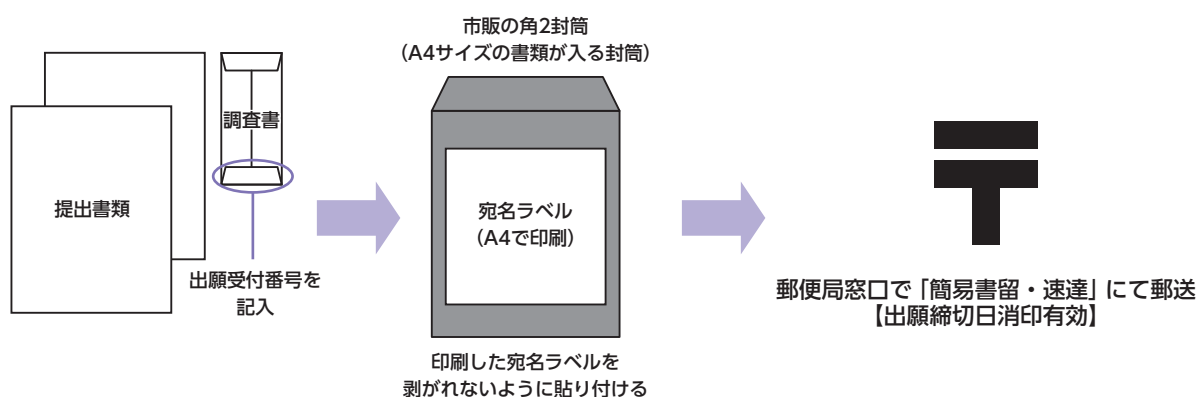 提出書類
調査書
出願受付番号を
記入
市販の角2封筒
（A4サイズの書類が入る封筒）
宛名ラベル
（A4で印刷）
印刷した宛名ラベルを
剥がれないように貼り付ける
〒
郵便局窓口で「簡易書留・速達」にて郵送
【出願締切日消印有効】